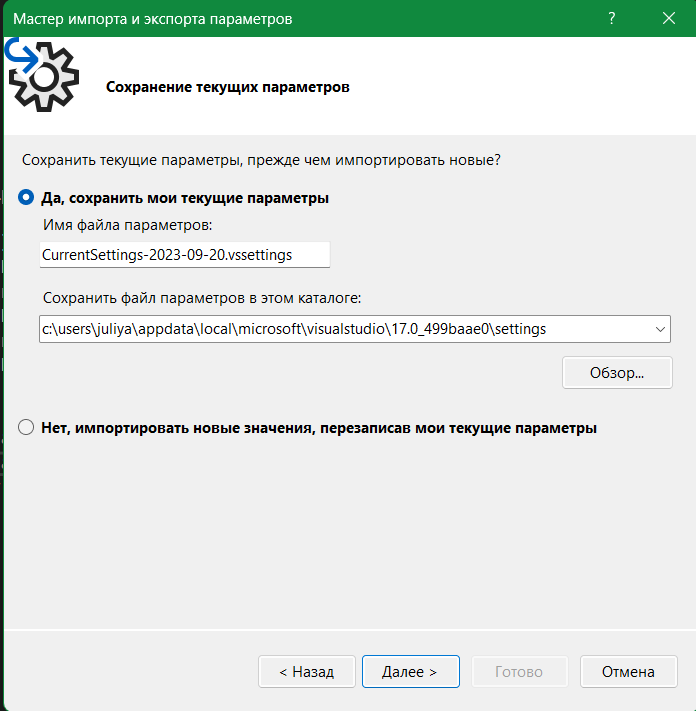 Мастер импорта и экспорта параметров
?
Сохранение текущих параметров
Сохранить текущие параметры, прежде чем импортировать новые?
Да, сохранить мои текущие параметры
Имя файла параметров:
CurrentSettings-2023-09-20.vssettings
Сохранить файл параметров в этом каталоге:
c:\users\juliya\appdata\local\microsoft\visualstudio\17.0_499baae0\settings
Обзор...
Нет, импортировать новые значения, перезаписав мои текущие параметры
< Назад
Далее >
Готово
Отмена